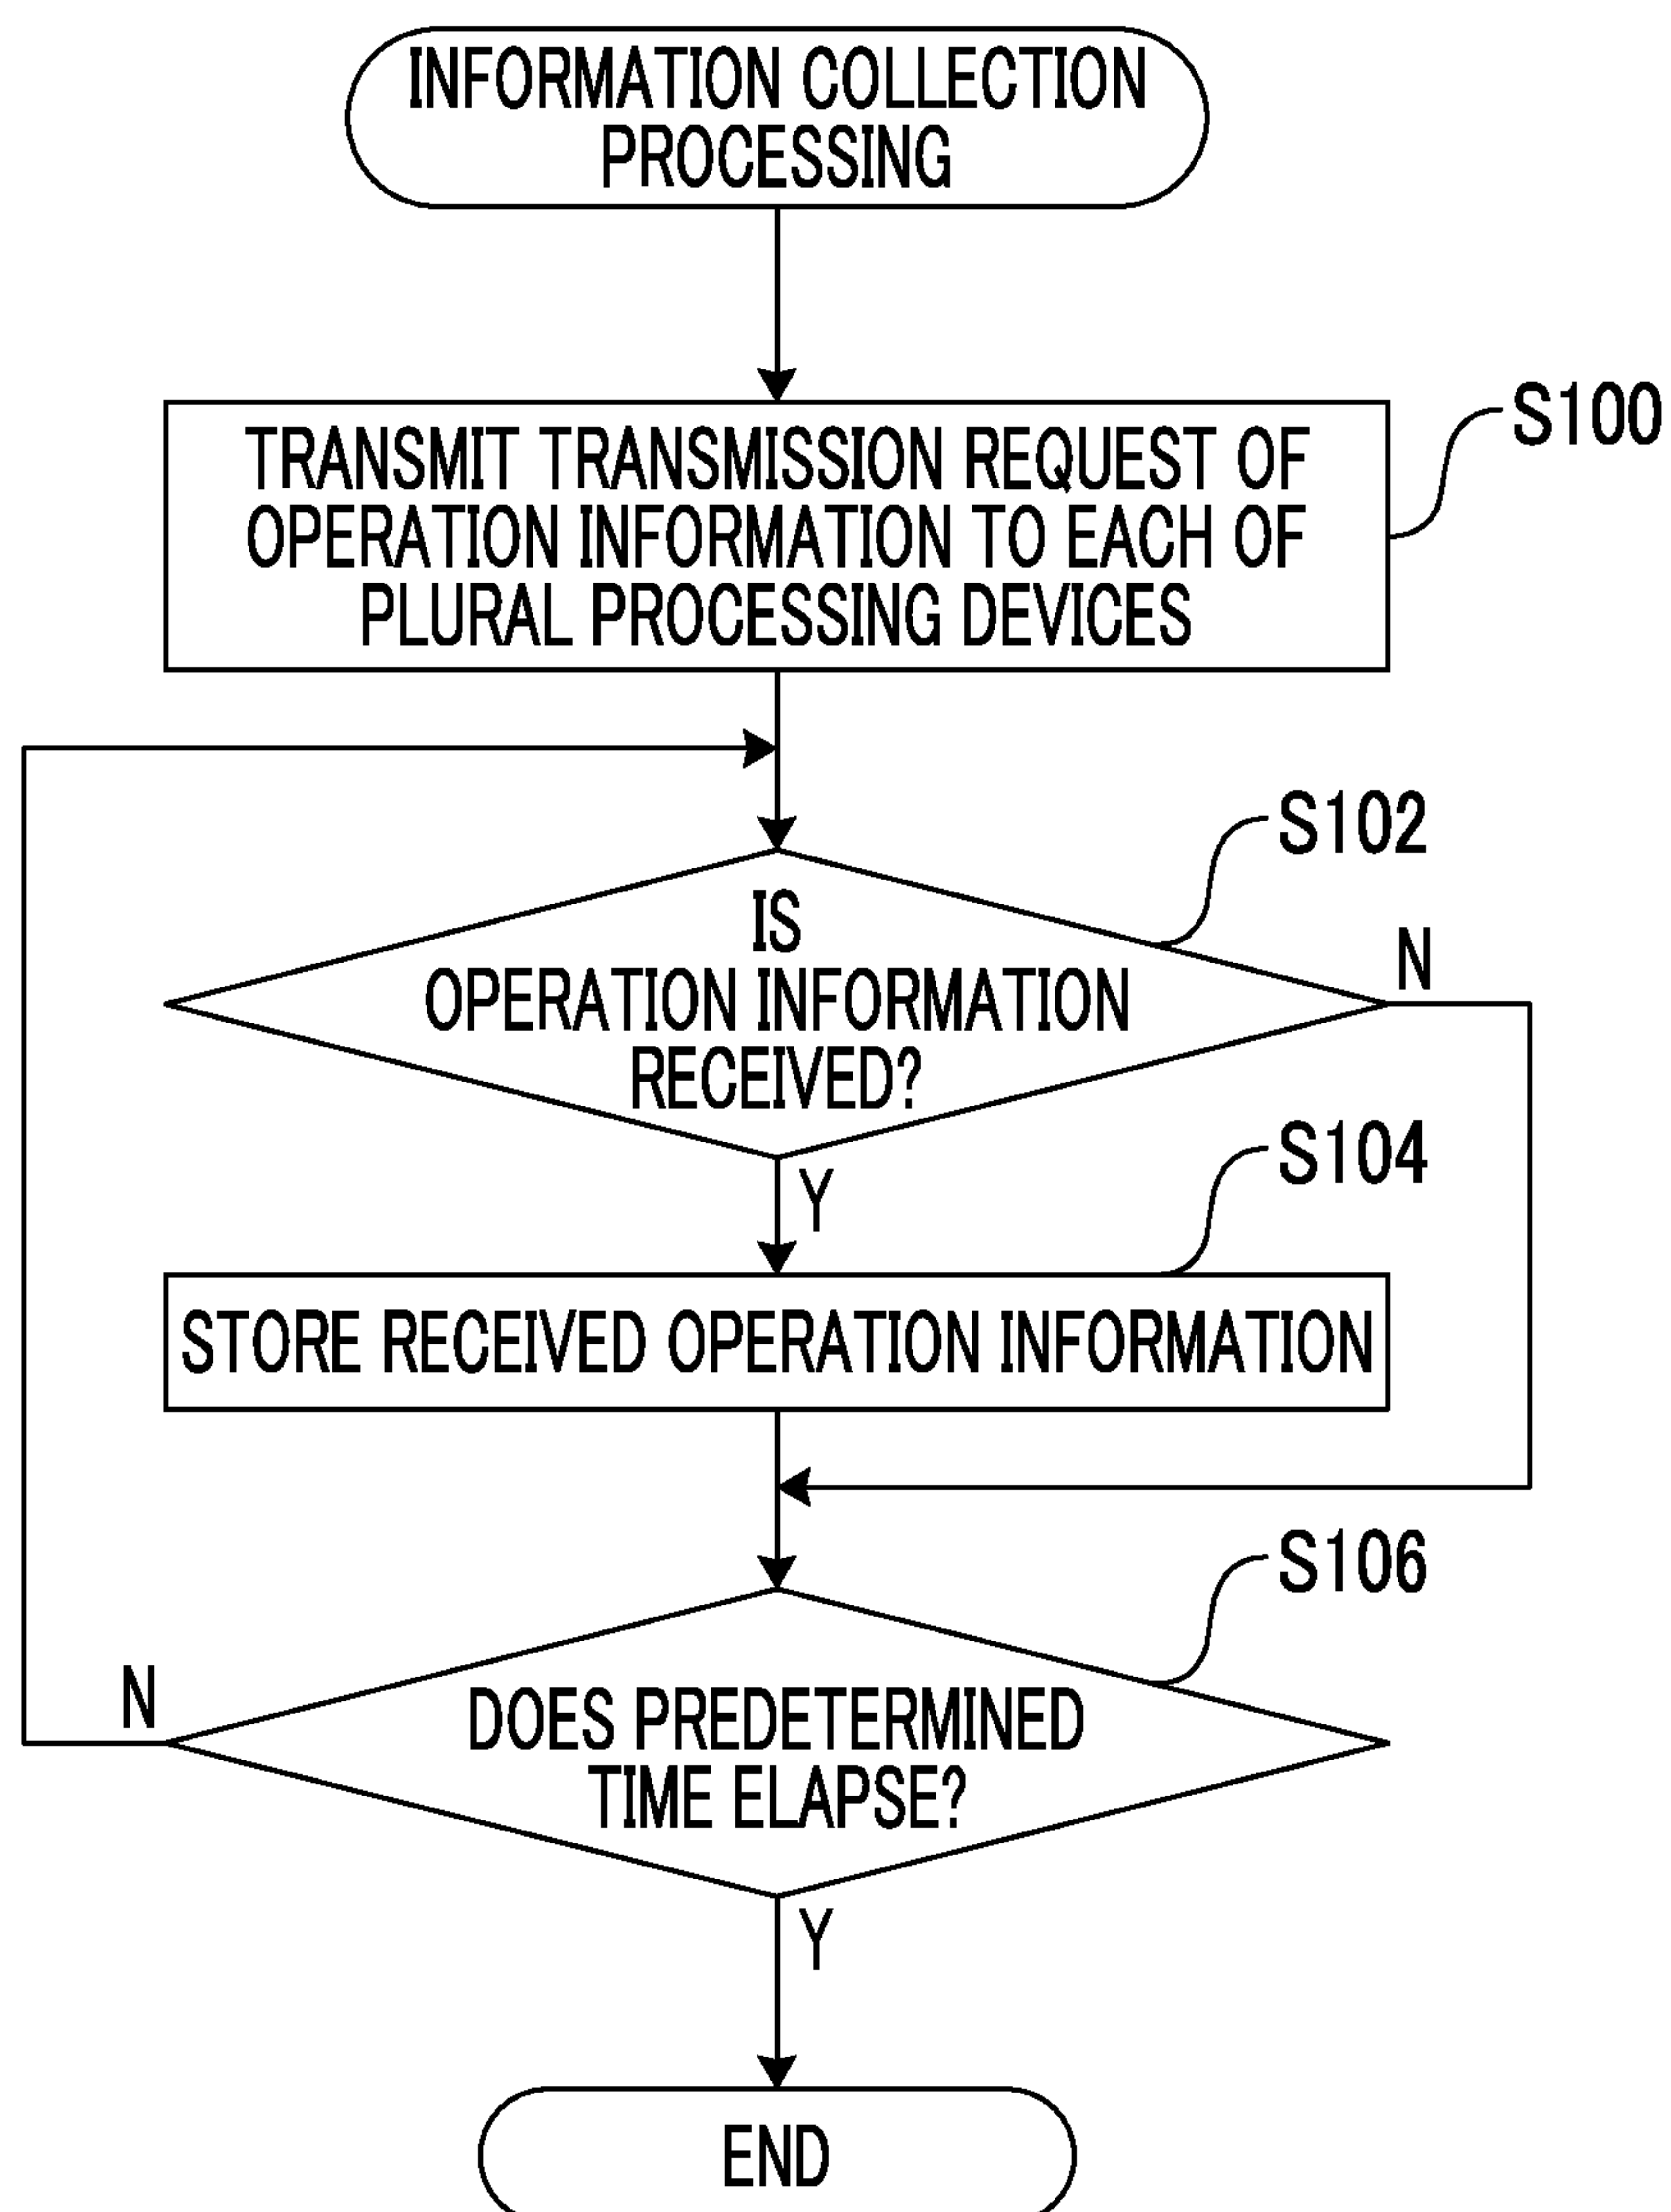 INFORMATION COLLECTION
PROCESSING
TRANSMIT TRANSMISSION REQUEST OF
OPERATION INFORMATION TO EACH OF
PLURAL PROCESSING DEVICES
S100
S102
IS
OPERATION INFORMATION
RECEIVED?
N
Y
S104
STORE RECEIVED OPERATION INFORMATION
S106
N
DOES PREDETERMINED
TIME ELAPSE?
Y
END